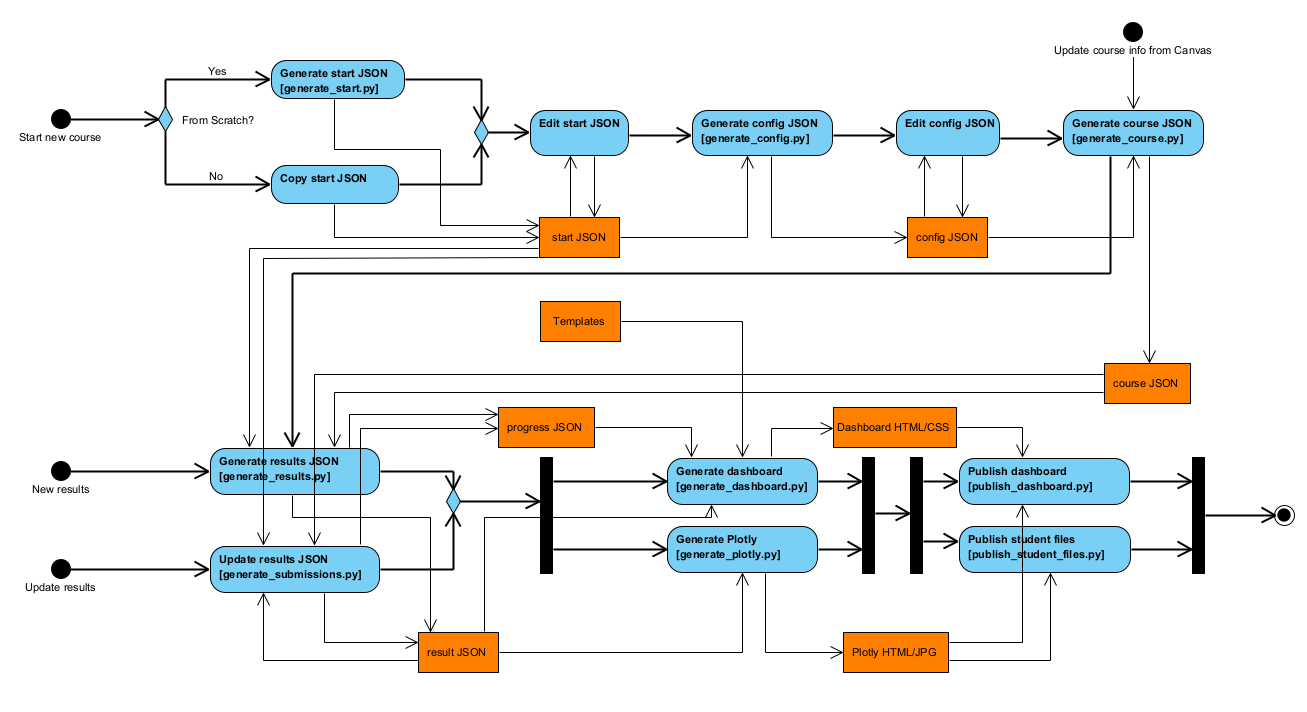 Update course info from Canvas
Yes
Generate start JSON
[generate_start.py]
Start new course
From Scratch?
Edit start JSON
Generate config JSON
[generate_config.py]
Edit config JSON
Generate course JSON
[generate_course.py]
No
Copy start JSON
start JSON
config JSON
Templates
course JSON
progress JSON
Dashboard HTML/CSS
New results
Generate results JSON
[generate_results.py]
Generate dashboard
[generate_dashboard.py]
Publish dashboard
[publish_dashboard.py]
Update results
Update results JSON
[generate_submissions.py]
Generate Plotly
[generate_plotly.py]
Publish student files
[publish_student_files.py]
result JSON
Plotly HTML/JPG